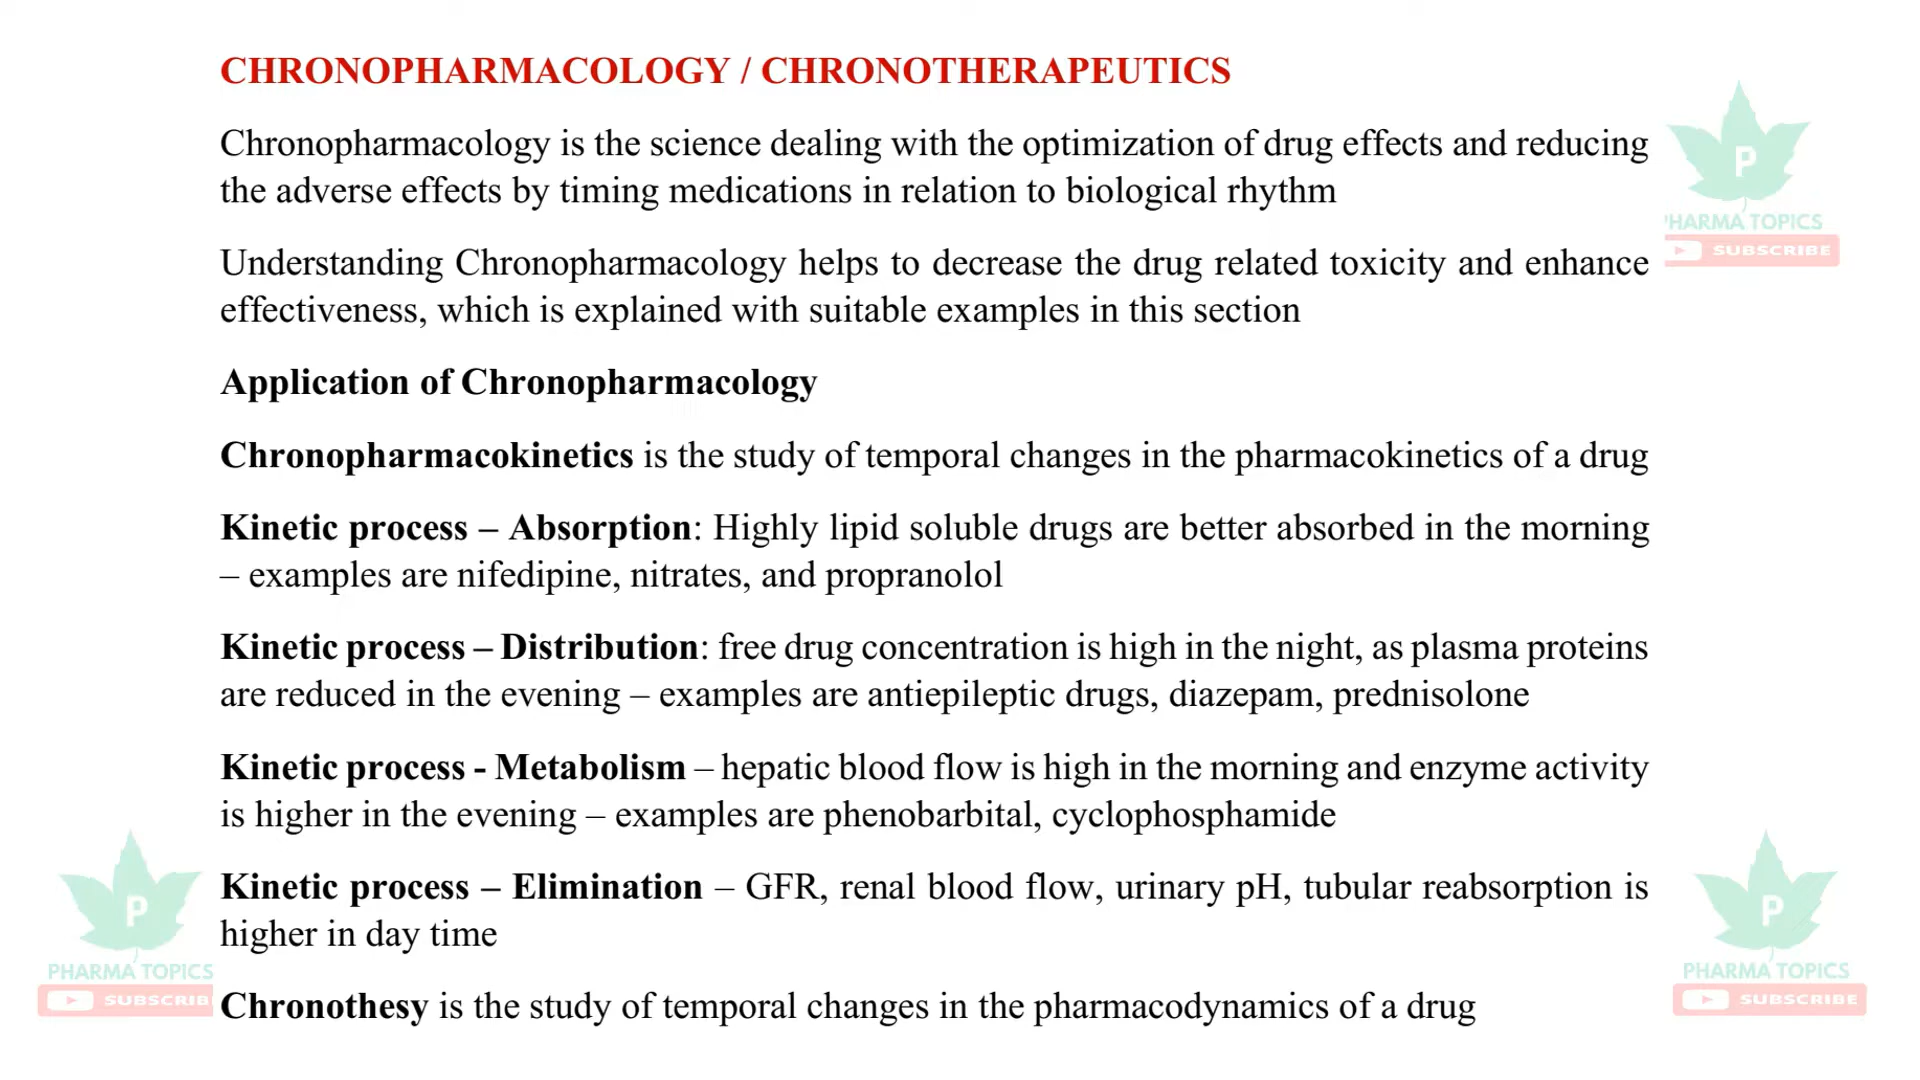 CHRONOPHARMACOLOGY / CHRONOTHERAPEUTICS
Chronopharmacology is the science dealing with the optimization of drug effects and reducing
the adverse effects by timing medications in relation to biological rhythm
Understanding Chronopharmacology helps to decrease the drug related toxicity and enhance
effectiveness, which is explained with suitable examples in this section
Application of Chronopharmacology
Chronopharmacokinetics is the study of temporal changes in the pharmacokinetics of a drug
Kinetic process – Absorption: Highly lipid soluble drugs are better absorbed in the morning
– examples are nifedipine, nitrates, and propranolol
Kinetic process – Distribution: free drug concentration is high in the night, as plasma proteins
are reduced in the evening – examples are antiepileptic drugs, diazepam, prednisolone
Kinetic process - Metabolism – hepatic blood flow is high in the morning and enzyme activity
is higher in the evening – examples are phenobarbital, cyclophosphamide
Kinetic process – Elimination – GFR, renal blood flow, urinary pH, tubular reabsorption is
higher in day time
Chronothesy is the study of temporal changes in the pharmacodynamics of a drug
P
HARMA TOPICS
SUBSCRIBE
P
PHARMA TOPICS
SUBSCRIB
P
PHARMA TOPICS
SUBSCRIBE